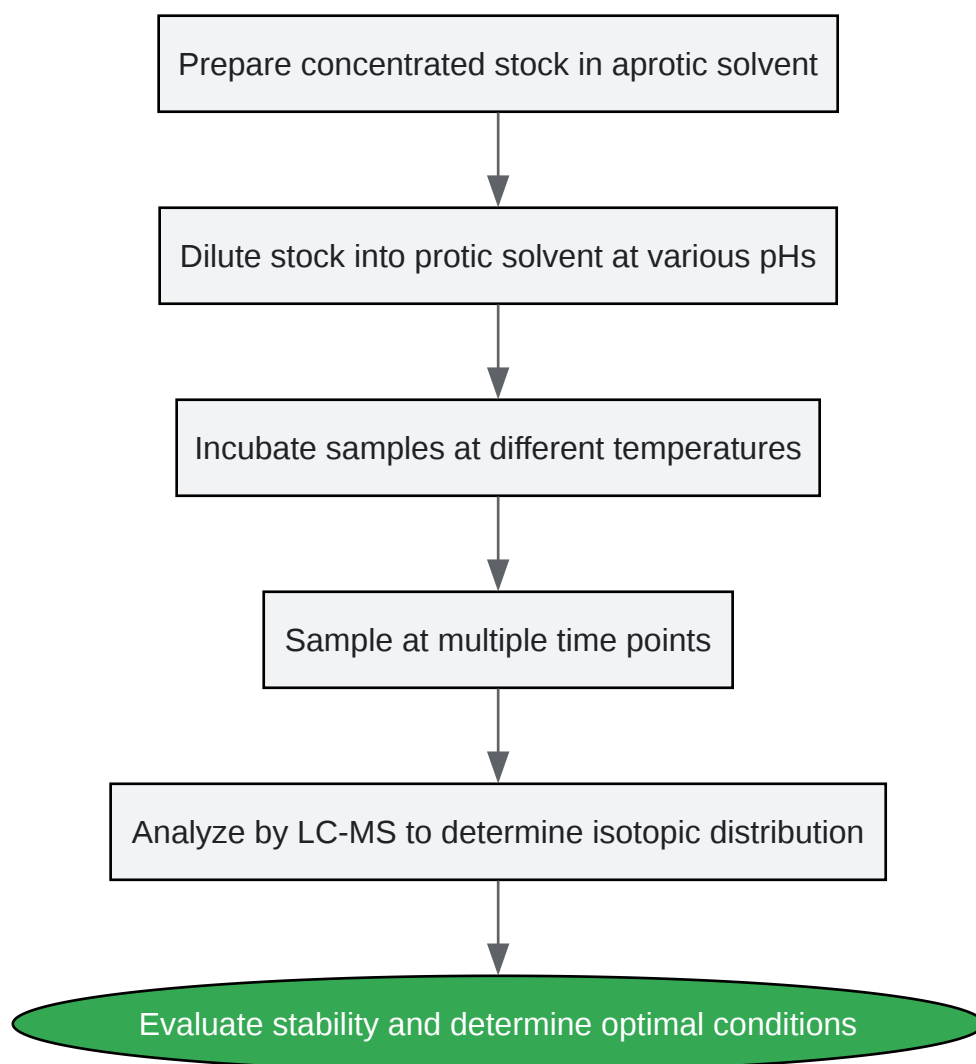 Prepare concentrated stock in aprotic solvent
Dilute stock into protic solvent at various pHs
Incubate samples at different temperatures
Sample at multiple time points
Analyze by LC-MS to determine isotopic distribution
Evaluate stability and determine optimal conditions